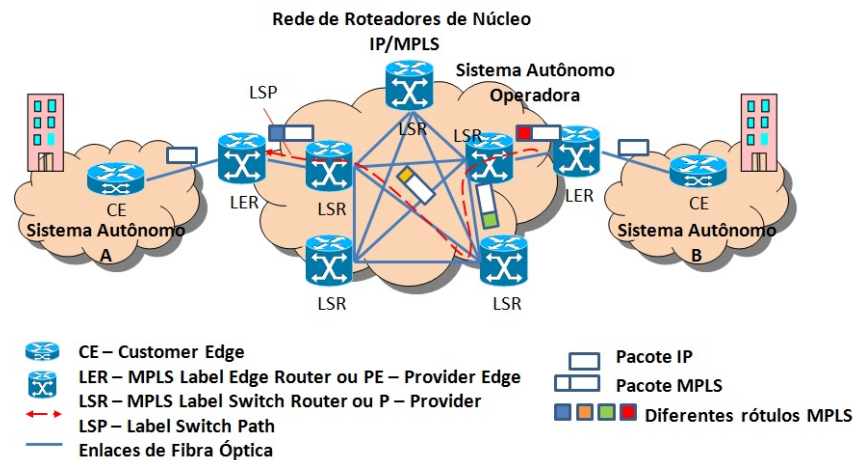 Rede de Roteadores de Núcleo
IP/MPLS
Sistema Autônomo
Operadora
LSP
LSR
LSR
LER
LSR
LER
CE
CE
Sistema Autônomo
A
Sistema Autônomo
B
LSR
LSR
CE – Customer Edge
LER – MPLS Label Edge Router ou PE – Provider Edge
LSR – MPLS Label Switch Router ou P – Provider
LSP – Label Switch Path
Enlaces de Fibra Óptica
Pacote IP
Pacote MPLS
Diferentes rótulos MPLS